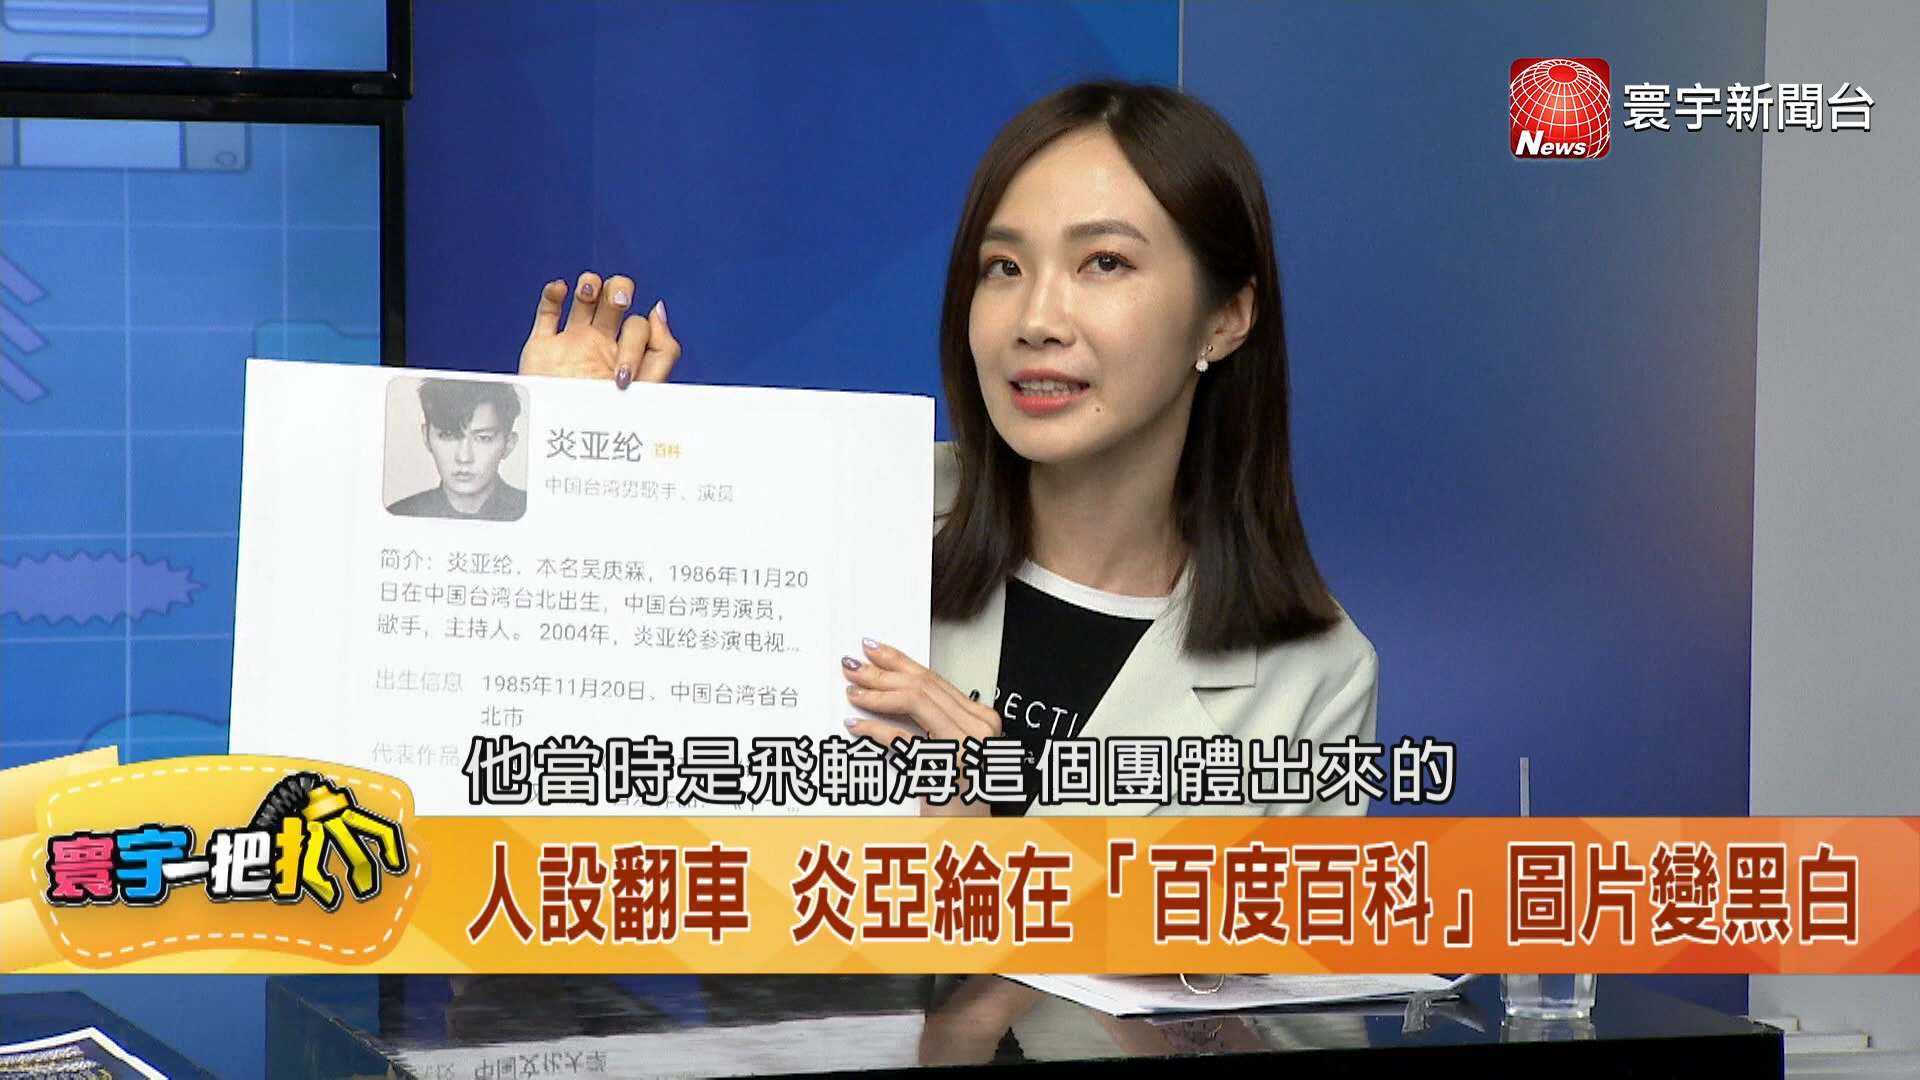 寰宇新聞台
News
炎亚纶 百科
中国台湾男歌手、演员
简介：炎亚纶，本名吴庚霖，1986年11月20
日在中国台湾台北出生，中国台湾男演员，
歌手，主持人。 2004年，炎亚纶参演电视...
出生信息 1985年11月20日、中国台湾省台
北市
代表作品
PECTI
他當時是飛輪海這個團體出來的
寰宇一把抓
人設翻車 炎亞綸在「百度百科」圖片變黑白